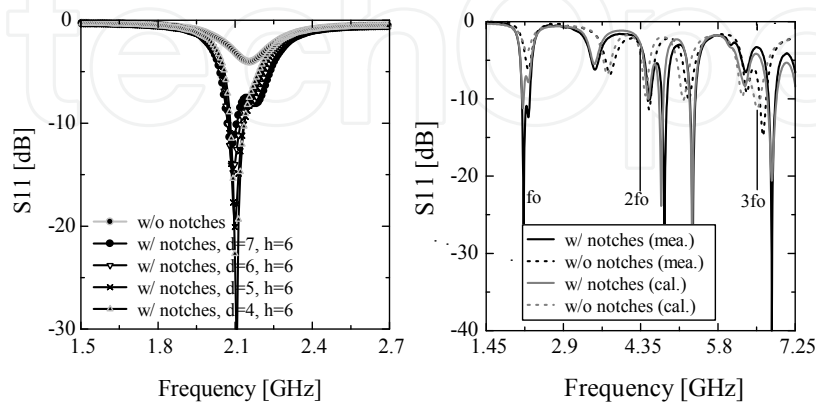 0
-10
-20
-30
S11 [dB]
w/o notches
w/ notches, d=7, h=6
w/ notches, d=6, h=6
w/ notches, d=5, h=6
w/ notches, d=4, h=6
1.5
1.8
2.1
2.4
2.7
Frequency [GHz]
0
-10
-20
-30
-40
S11 [dB]
fo
2fo
3fo
w/ notches (mea.)
w/o notches (mea.)
w/ notches (cal.)
w/o notches (cal.)
1.45
2.9
4.35
5.8
7.25
Frequency [GHz]